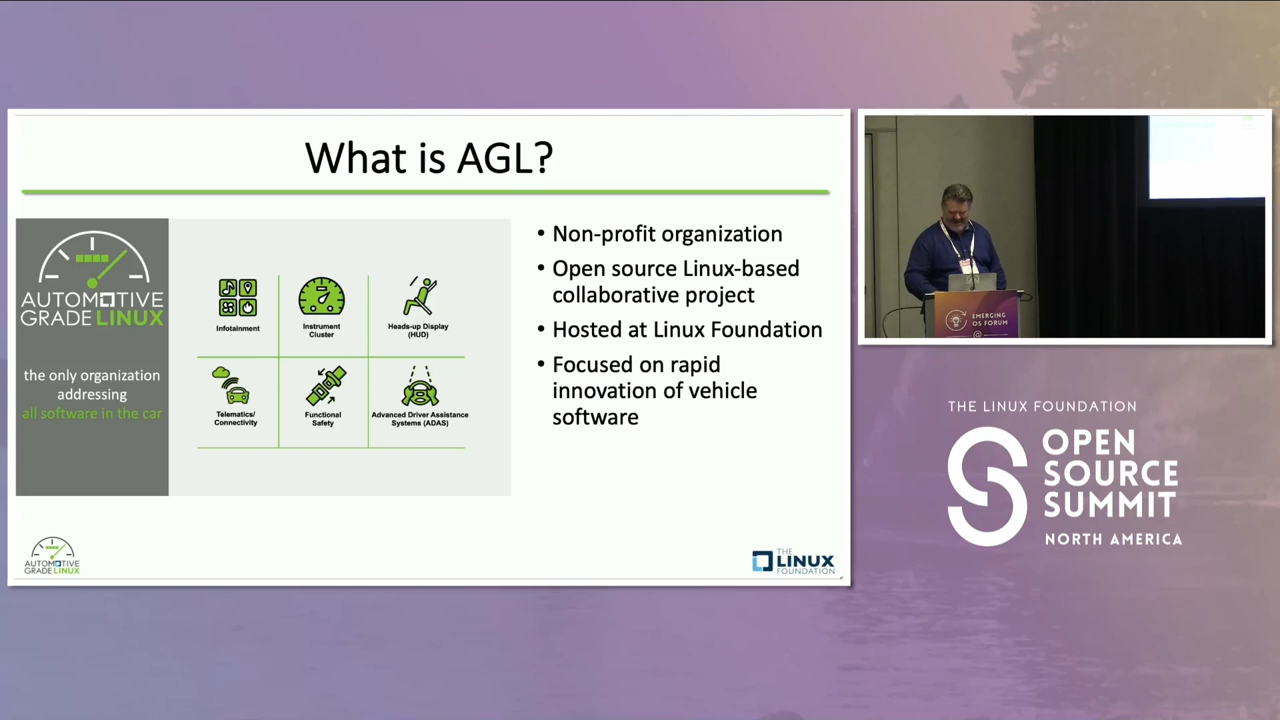 What is AGL?
AUTOMOTIVE
GRADE LINUX
the only organization
addressing
all software in the car
Infotainment
Instrument
Cluster
Heads-up Display
(HUD)
Telematics/
Connectivity
Functional
Safety
Advanced Driver Assistance
Systems (ADAS)
• Non-profit organization
• Open source Linux-based
collaborative project
• Hosted at Linux Foundation
• Focused on rapid
innovation of vehicle
software
AUTOMOTIVE
GRADE LINUX
THE
LINUX
FOUNDATION
EMERGING
OS FORUM
@
THE LINUX FOUNDATION
OPEN
SOURCE
SUMMIT
NORTH AMERICA